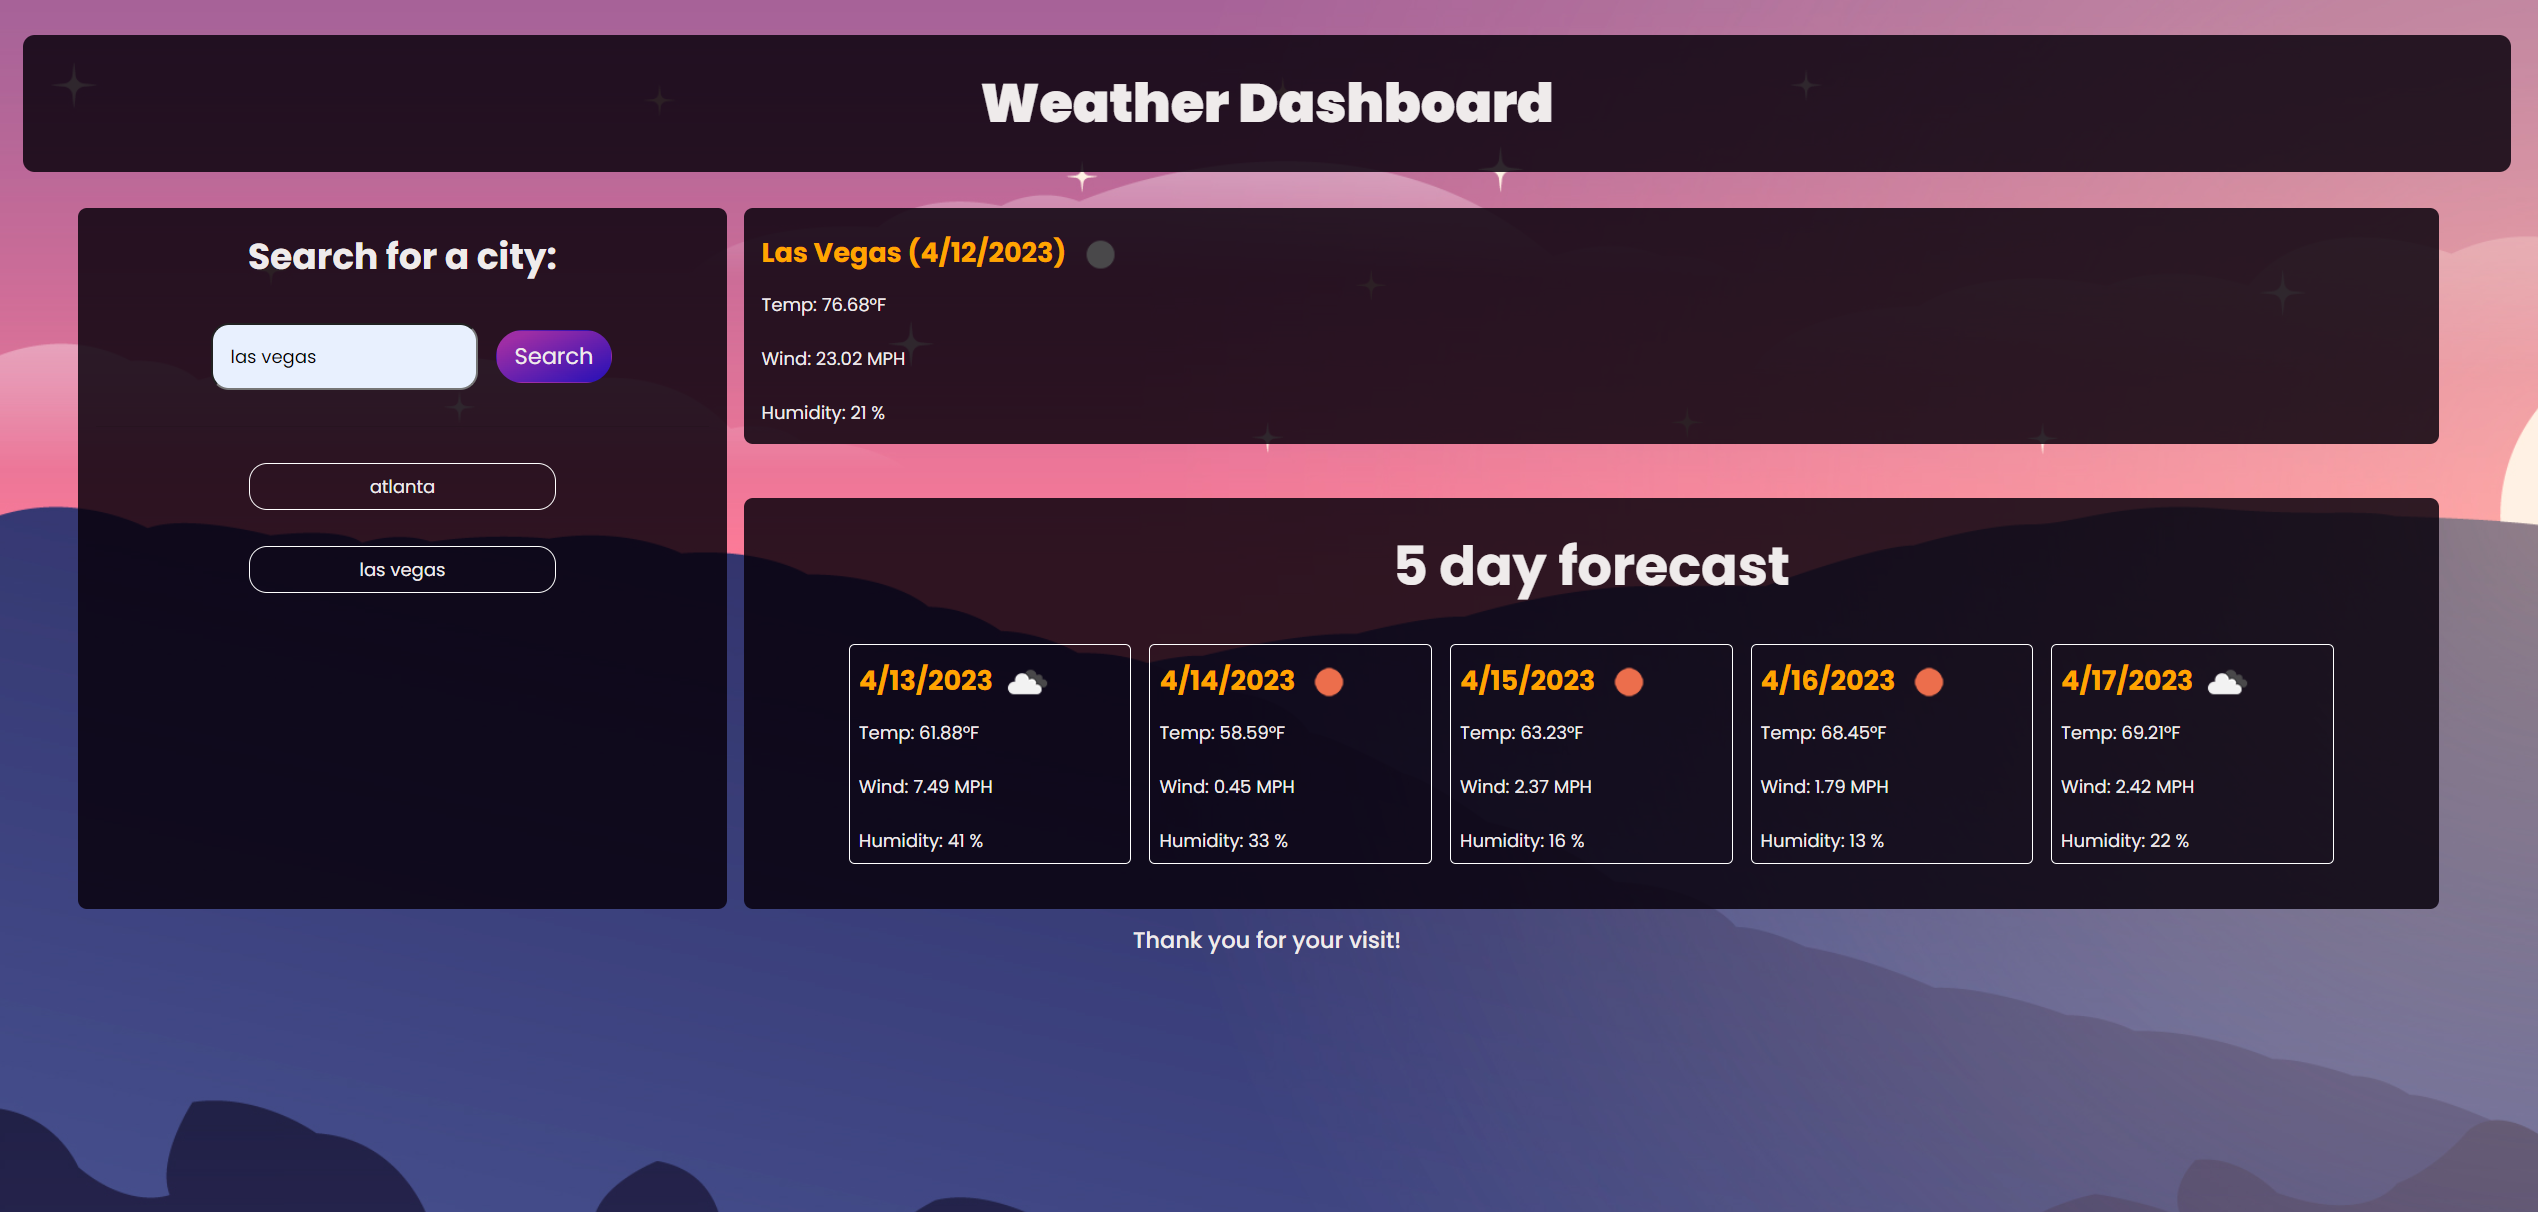 Weather Dashboard
Search for a city:
las vegas
Search
atlanta
las vegas
Las Vegas (4/12/2023)
Temp: 76.68°F
Wind: 23.02 MPH
Humidity: 21 %
5 day forecast
4/13/2023
Temp: 61.88°F
Wind: 7.49 MPH
Humidity: 41 %
4/14/2023
Temp: 58.59°F
Wind: 0.45 MPH
Humidity: 33 %
4/15/2023
Temp: 63.23°F
Wind: 2.37 MPH
Humidity: 16 %
4/16/2023
Temp: 68.45°F
Wind: 1.79 MPH
Humidity: 13 %
4/17/2023
Temp: 69.21°F
Wind: 2.42 MPH
Humidity: 22 %
Thank you for your visit!